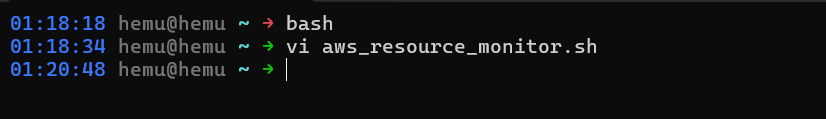 01:18:18 hemu@hemu ~ → bash
01:18:34 hemu@hemu ~ → vi aws_resource_monitor.sh
01:20:48 hemu@hemu ~ →